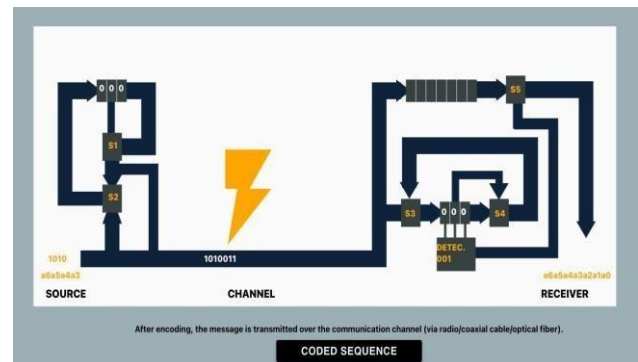 0 0 0
S1
S2
1010
a6a5a4a3
SOURCE
1010011
CHANNEL
S5
S3
0 0 0
S4
DETEC.
001
a6a5a4a3a2a1a0
RECEIVER
After encoding, the message is transmitted over the communication channel (via radio/coaxial cable/optical fiber).
CODED SEQUENCE